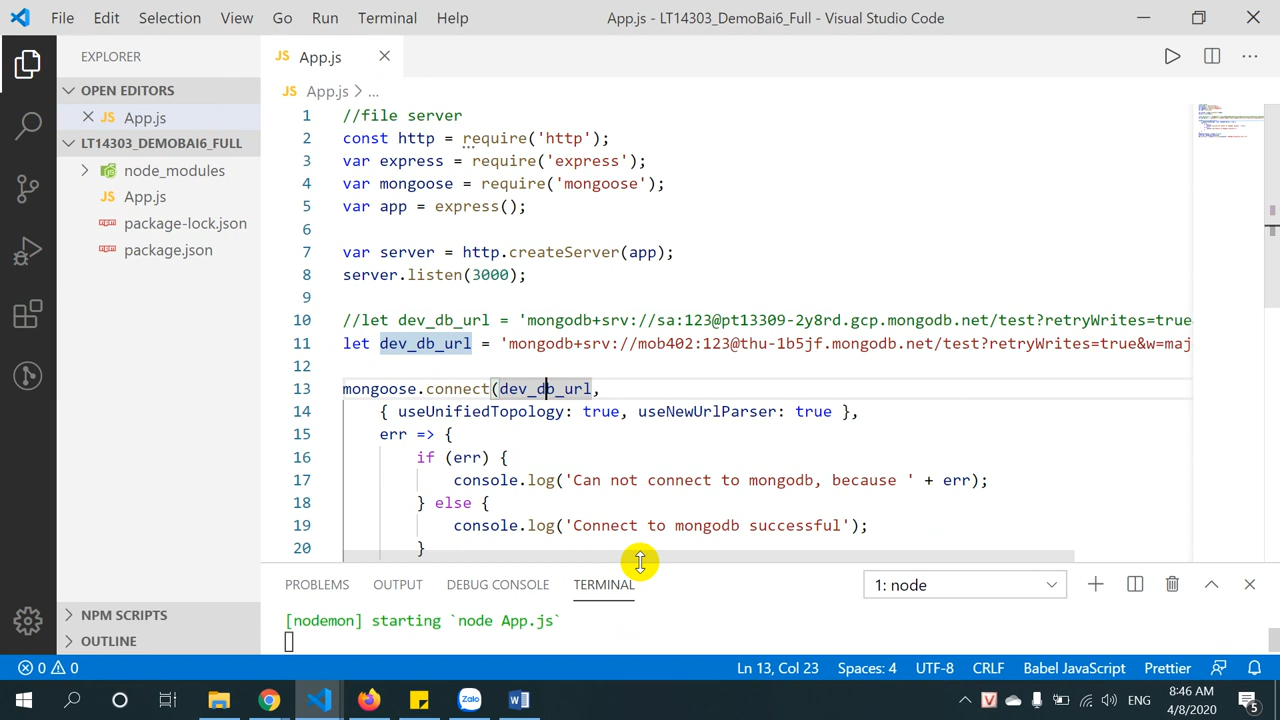 File Edit Selection View Go Run Terminal Help App.js - LT14303_DemoBai6_Full - Visual Studio Code
EXPLORER
OPEN EDITORS
JS App.js
LT14303_DEMOBAI6_FULL
node_modules
JS App.js
package-lock.json
package.json
NPM SCRIPTS
OUTLINE
JS App.js
JS App.js > ...
1 //file server
2 const http = require('http');
3 var express = require('express');
4 var mongoose = require('mongoose');
5 var app = express();
6
7 var server = http.createServer(app);
8 server.listen(3000);
9
10 //let dev_db_url = 'mongodb+srv://sa:123@pt13309-2y8rd.gcp.mongodb.net/test?retryWrites=true
11 let dev_db_url = 'mongodb+srv://mob402:123@thu-1b5jf.mongodb.net/test?retryWrites=true&w=maj
12
13 mongoose.connect(dev_db_url,
14 { useUnifiedTopology: true, useNewUrlParser: true },
15 err => {
16 if (err) {
17 console.log('Can not connect to mongodb, because ' + err);
18 } else {
19 console.log('Connect to mongodb successful');
20 }
PROBLEMS OUTPUT DEBUG CONSOLE TERMINAL 1: node
[nodemon] starting `node App.js`
0 0 Ln 13, Col 23 Spaces: 4 UTF-8 CRLF Babel JavaScript Prettier
Zalo W V ENG 8:46 AM
4/8/2020 5